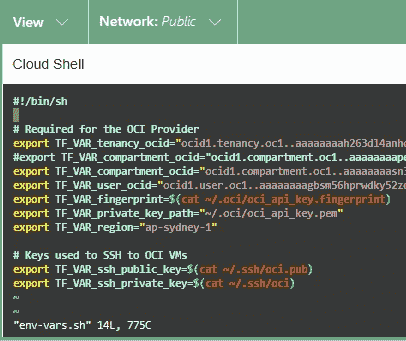 View Network: Public
Cloud Shell
#!/bin/sh
# Required for the OCI Provider
export TF_VAR_tenancy_ocid="ocid1.tenancy.oc1..aaaaaaaah263dl4anh
#export TF_VAR_compartment_ocid="ocid1.compartment.oc1..aaaaaaaap
export TF_VAR_compartment_ocid="ocid1.compartment.oc1..aaaaaaaasn
export TF_VAR_user_ocid="ocid1.user.oc1..aaaaaaaagbsm56hprwdky52z
export TF_VAR_fingerprint=$(cat ~/.oci/oci_api_key.fingerprint)
export TF_VAR_private_key_path="~/.oci/oci_api_key.pem"
export TF_VAR_region="ap-sydney-1"
# Keys used to SSH to OCI VMs
export TF_VAR_ssh_public_key=$(cat ~/.ssh/oci.pub)
export TF_VAR_ssh_private_key=$(cat ~/.ssh/oci)
~
~
"env-vars.sh" 14L, 775C